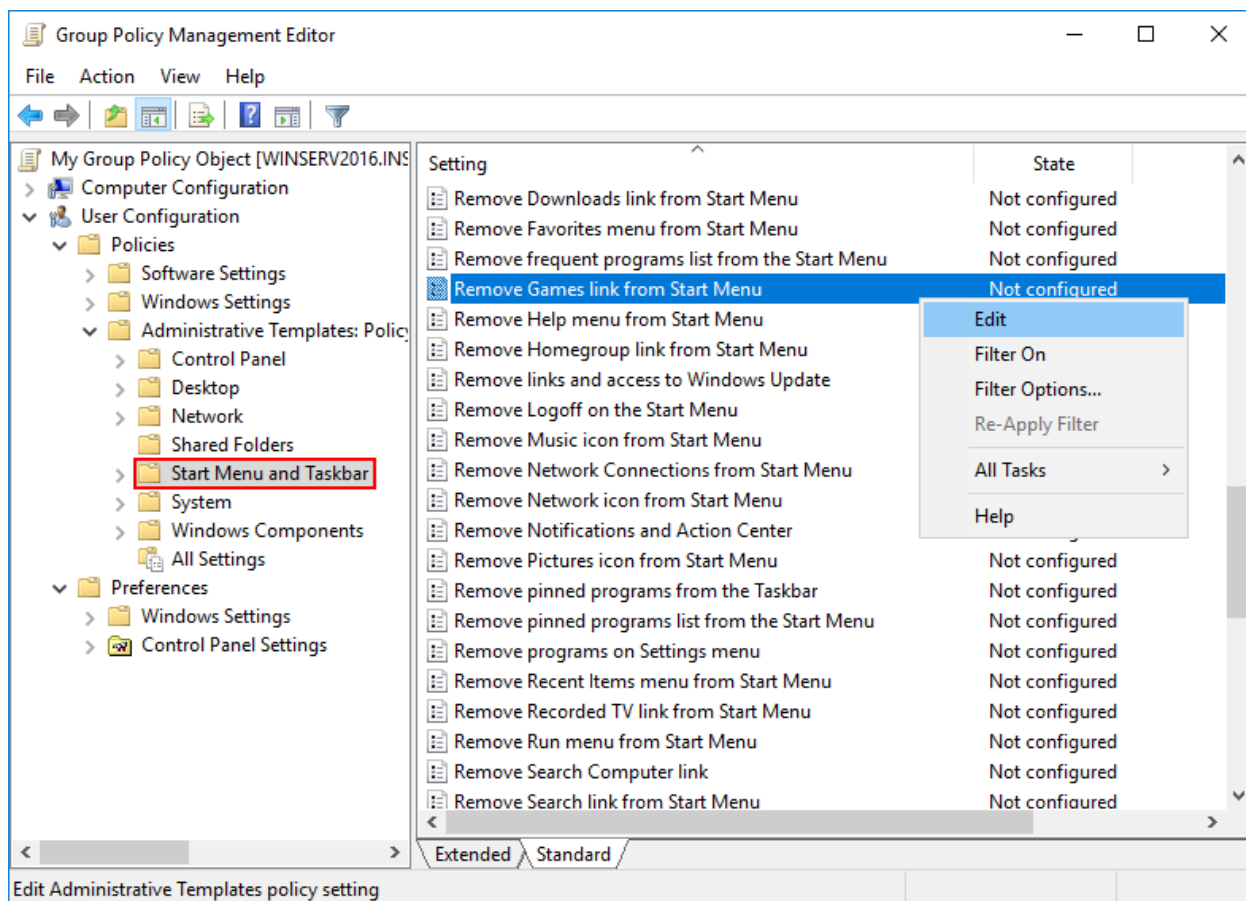 Group Policy Management Editor
File Action View Help
My Group Policy Object [WINSERV2016.INS
Computer Configuration
User Configuration
Policies
Software Settings
Windows Settings
Administrative Templates: Policy
Control Panel
Desktop
Network
Shared Folders
Start Menu and Taskbar
System
Windows Components
All Settings
Preferences
Windows Settings
Control Panel Settings
Setting State
Remove Downloads link from Start Menu Not configured
Remove Favorites menu from Start Menu Not configured
Remove frequent programs list from the Start Menu Not configured
Remove Games link from Start Menu Not configured
Remove Help menu from Start Menu
Remove Homegroup link from Start Menu
Remove links and access to Windows Update
Remove Logoff on the Start Menu
Remove Music icon from Start Menu
Remove Network Connections from Start Menu
Remove Network icon from Start Menu
Remove Notifications and Action Center
Remove Pictures icon from Start Menu Not configured
Remove pinned programs from the Taskbar Not configured
Remove pinned programs list from the Start Menu Not configured
Remove programs on Settings menu Not configured
Remove Recent Items menu from Start Menu Not configured
Remove Recorded TV link from Start Menu Not configured
Remove Run menu from Start Menu Not configured
Remove Search Computer link Not configured
Remove Search link from Start Menu Not configured
Edit
Filter On
Filter Options...
Re-Apply Filter
All Tasks
Help
Extended Standard
Edit Administrative Templates policy setting